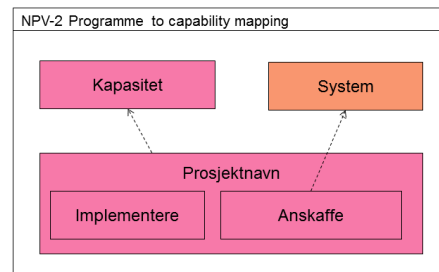 NPV-2 Programme to capability mapping
Kapasitet
System
Prosjektnavn
Implementere
Anskaffe